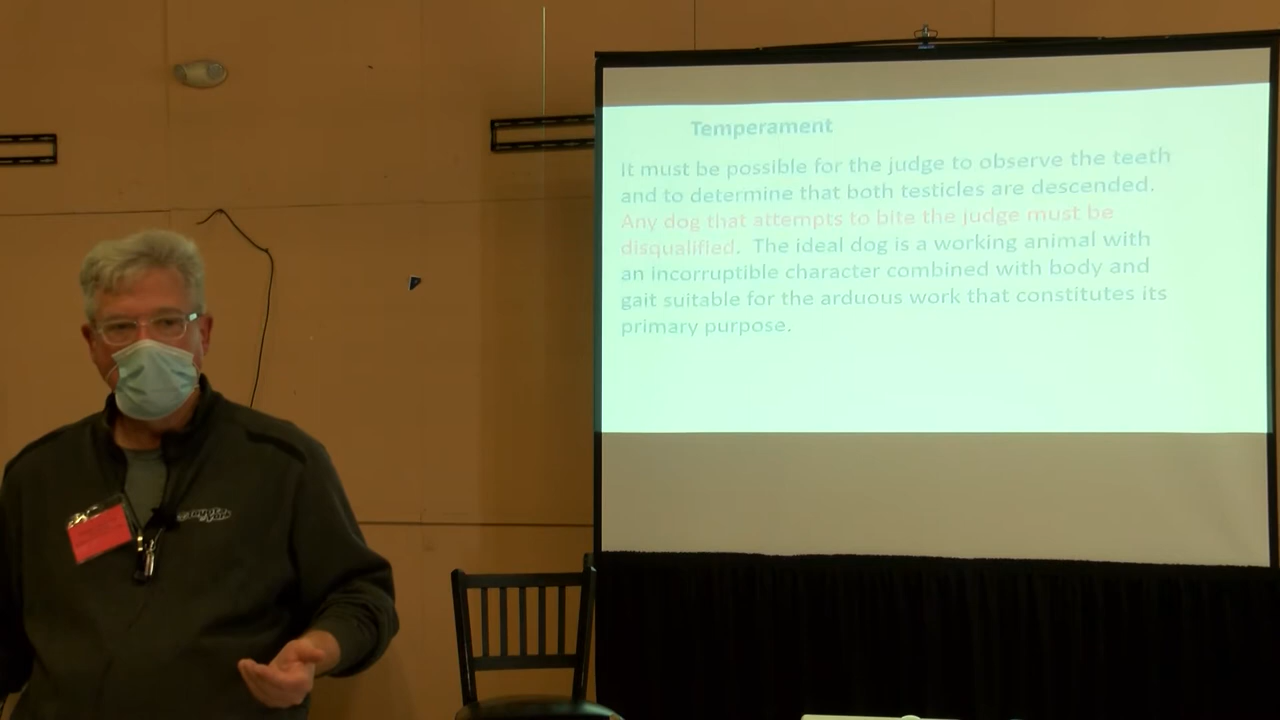 Temperament
It must be possible for the judge to observe the teeth
and to determine that both testicles are descended.
Any dog that attempts to bite the judge must be
disqualified. The ideal dog is a working animal with
an incorruptible character combined with body and
gait suitable for the arduous work that constitutes its
primary purpose.